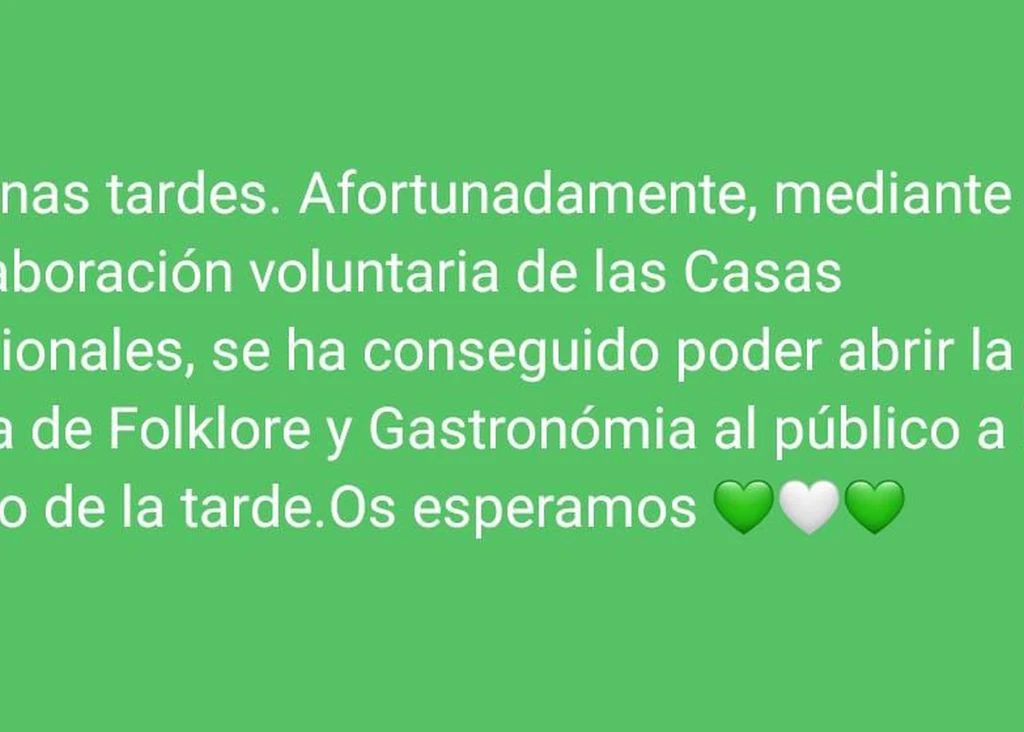 nas tardes. Afortunadamente, mediante
aboración voluntaria de las Casas
ionales, se ha conseguido poder abrir la
a de Folklore y Gastronómia al público a
o de la tarde.Os esperamos 💚🤍💚